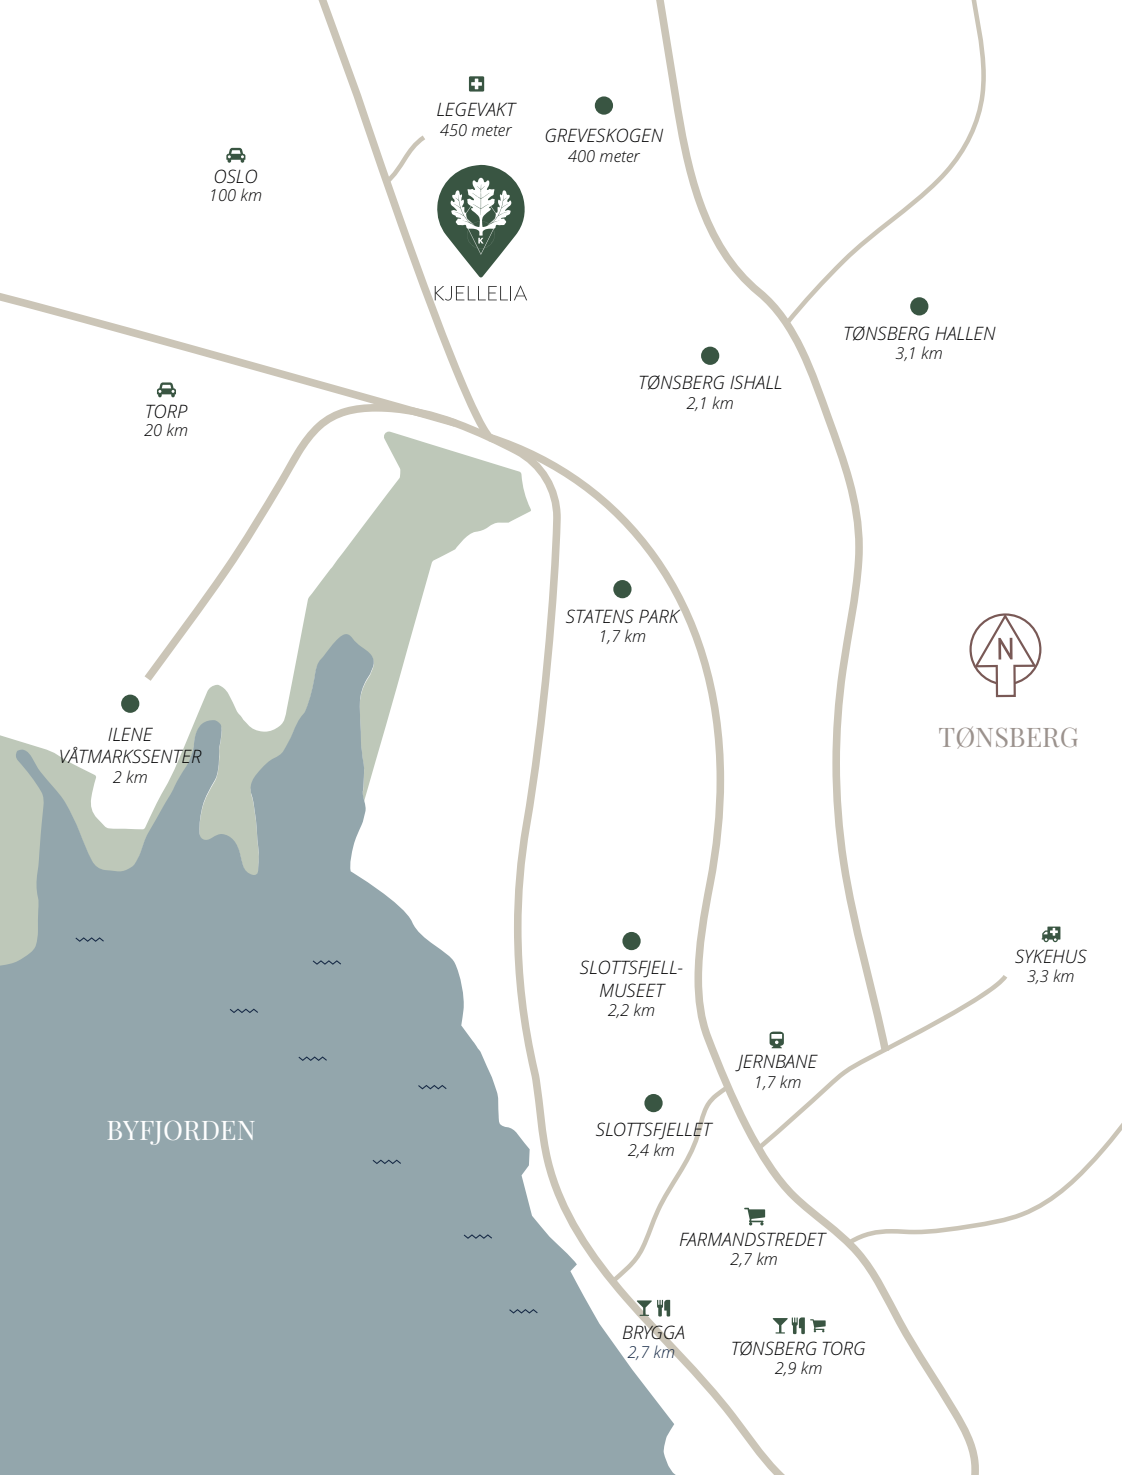 LEGEVAKT
450 meter
GREVESKOGEN
400 meter
OSLO
100 km
K
KJELLELIA
TØNSBERG HALLEN
3,1 km
TØNSBERG ISHALL
2,1 km
TORP
20 km
STATENS PARK
1,7 km
N
TØNSBERG
ILENE
VÅTMARKSSENTER
2 km
SYKEHUS
3,3 km
SLOTTSFJELL-
MUSEET
2,2 km
JERNBANE
1,7 km
BYFJORDEN
SLOTTSFJELLET
2,4 km
FARMANDSTREDET
2,7 km
BRYGGA
2,7 km
TØNSBERG TORG
2,9 km